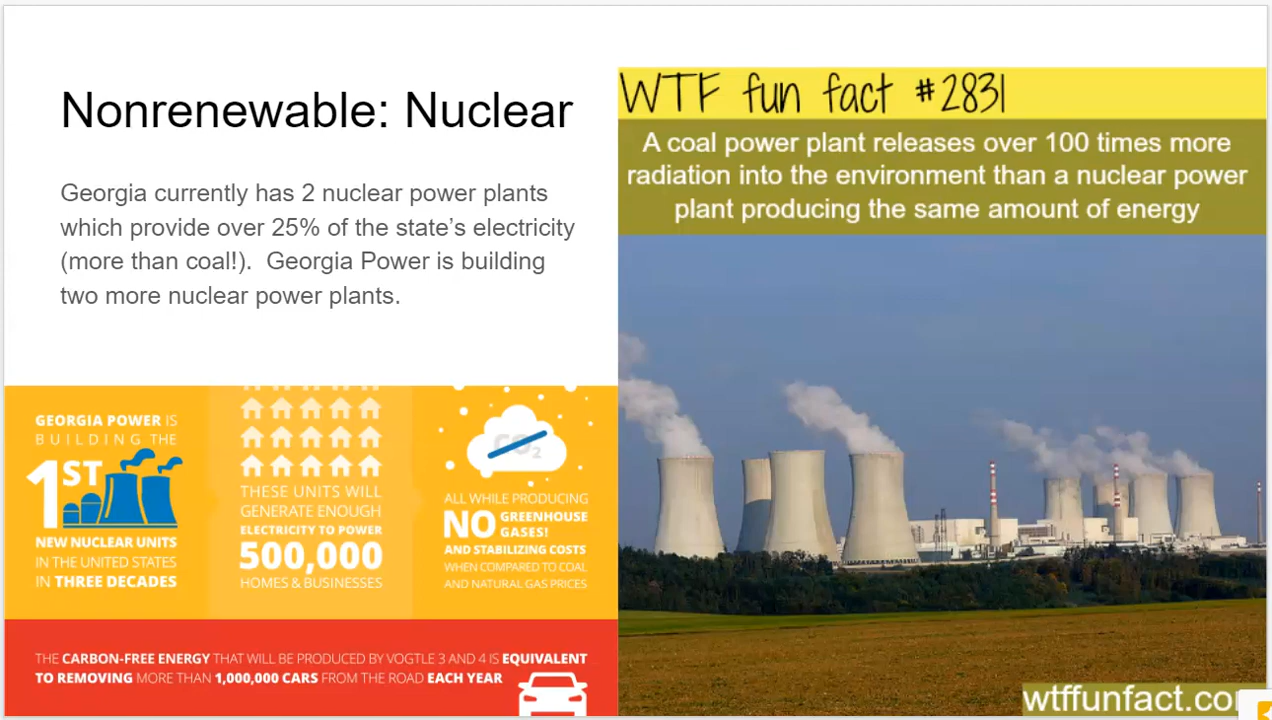 Nonrenewable: Nuclear
Georgia currently has 2 nuclear power plants
which provide over 25% of the state's electricity
(more than coal!).  Georgia Power is building
two more nuclear power plants.
WTF fun fact #2831
A coal power plant releases over 100 times more
radiation into the environment than a nuclear power
plant producing the same amount of energy
GEORGIA POWER IS
BUILDING THE
1ST
NEW NUCLEAR UNITS
IN THE UNITED STATES
IN THREE DECADES
THESE UNITS WILL
GENERATE ENOUGH
ELECTRICITY TO POWER
500,000
HOMES & BUSINESSES
CO2
ALL WHILE PRODUCING
NO GREENHOUSE
GASES!
AND STABILIZING COSTS
WHEN COMPARED TO COAL
AND NATURAL GAS PRICES
THE CARBON-FREE ENERGY THAT WILL BE PRODUCED BY VOGTLE 3 AND 4 IS EQUIVALENT
TO REMOVING MORE THAN 1,000,000 CARS FROM THE ROAD EACH YEAR
wtffunfact.co